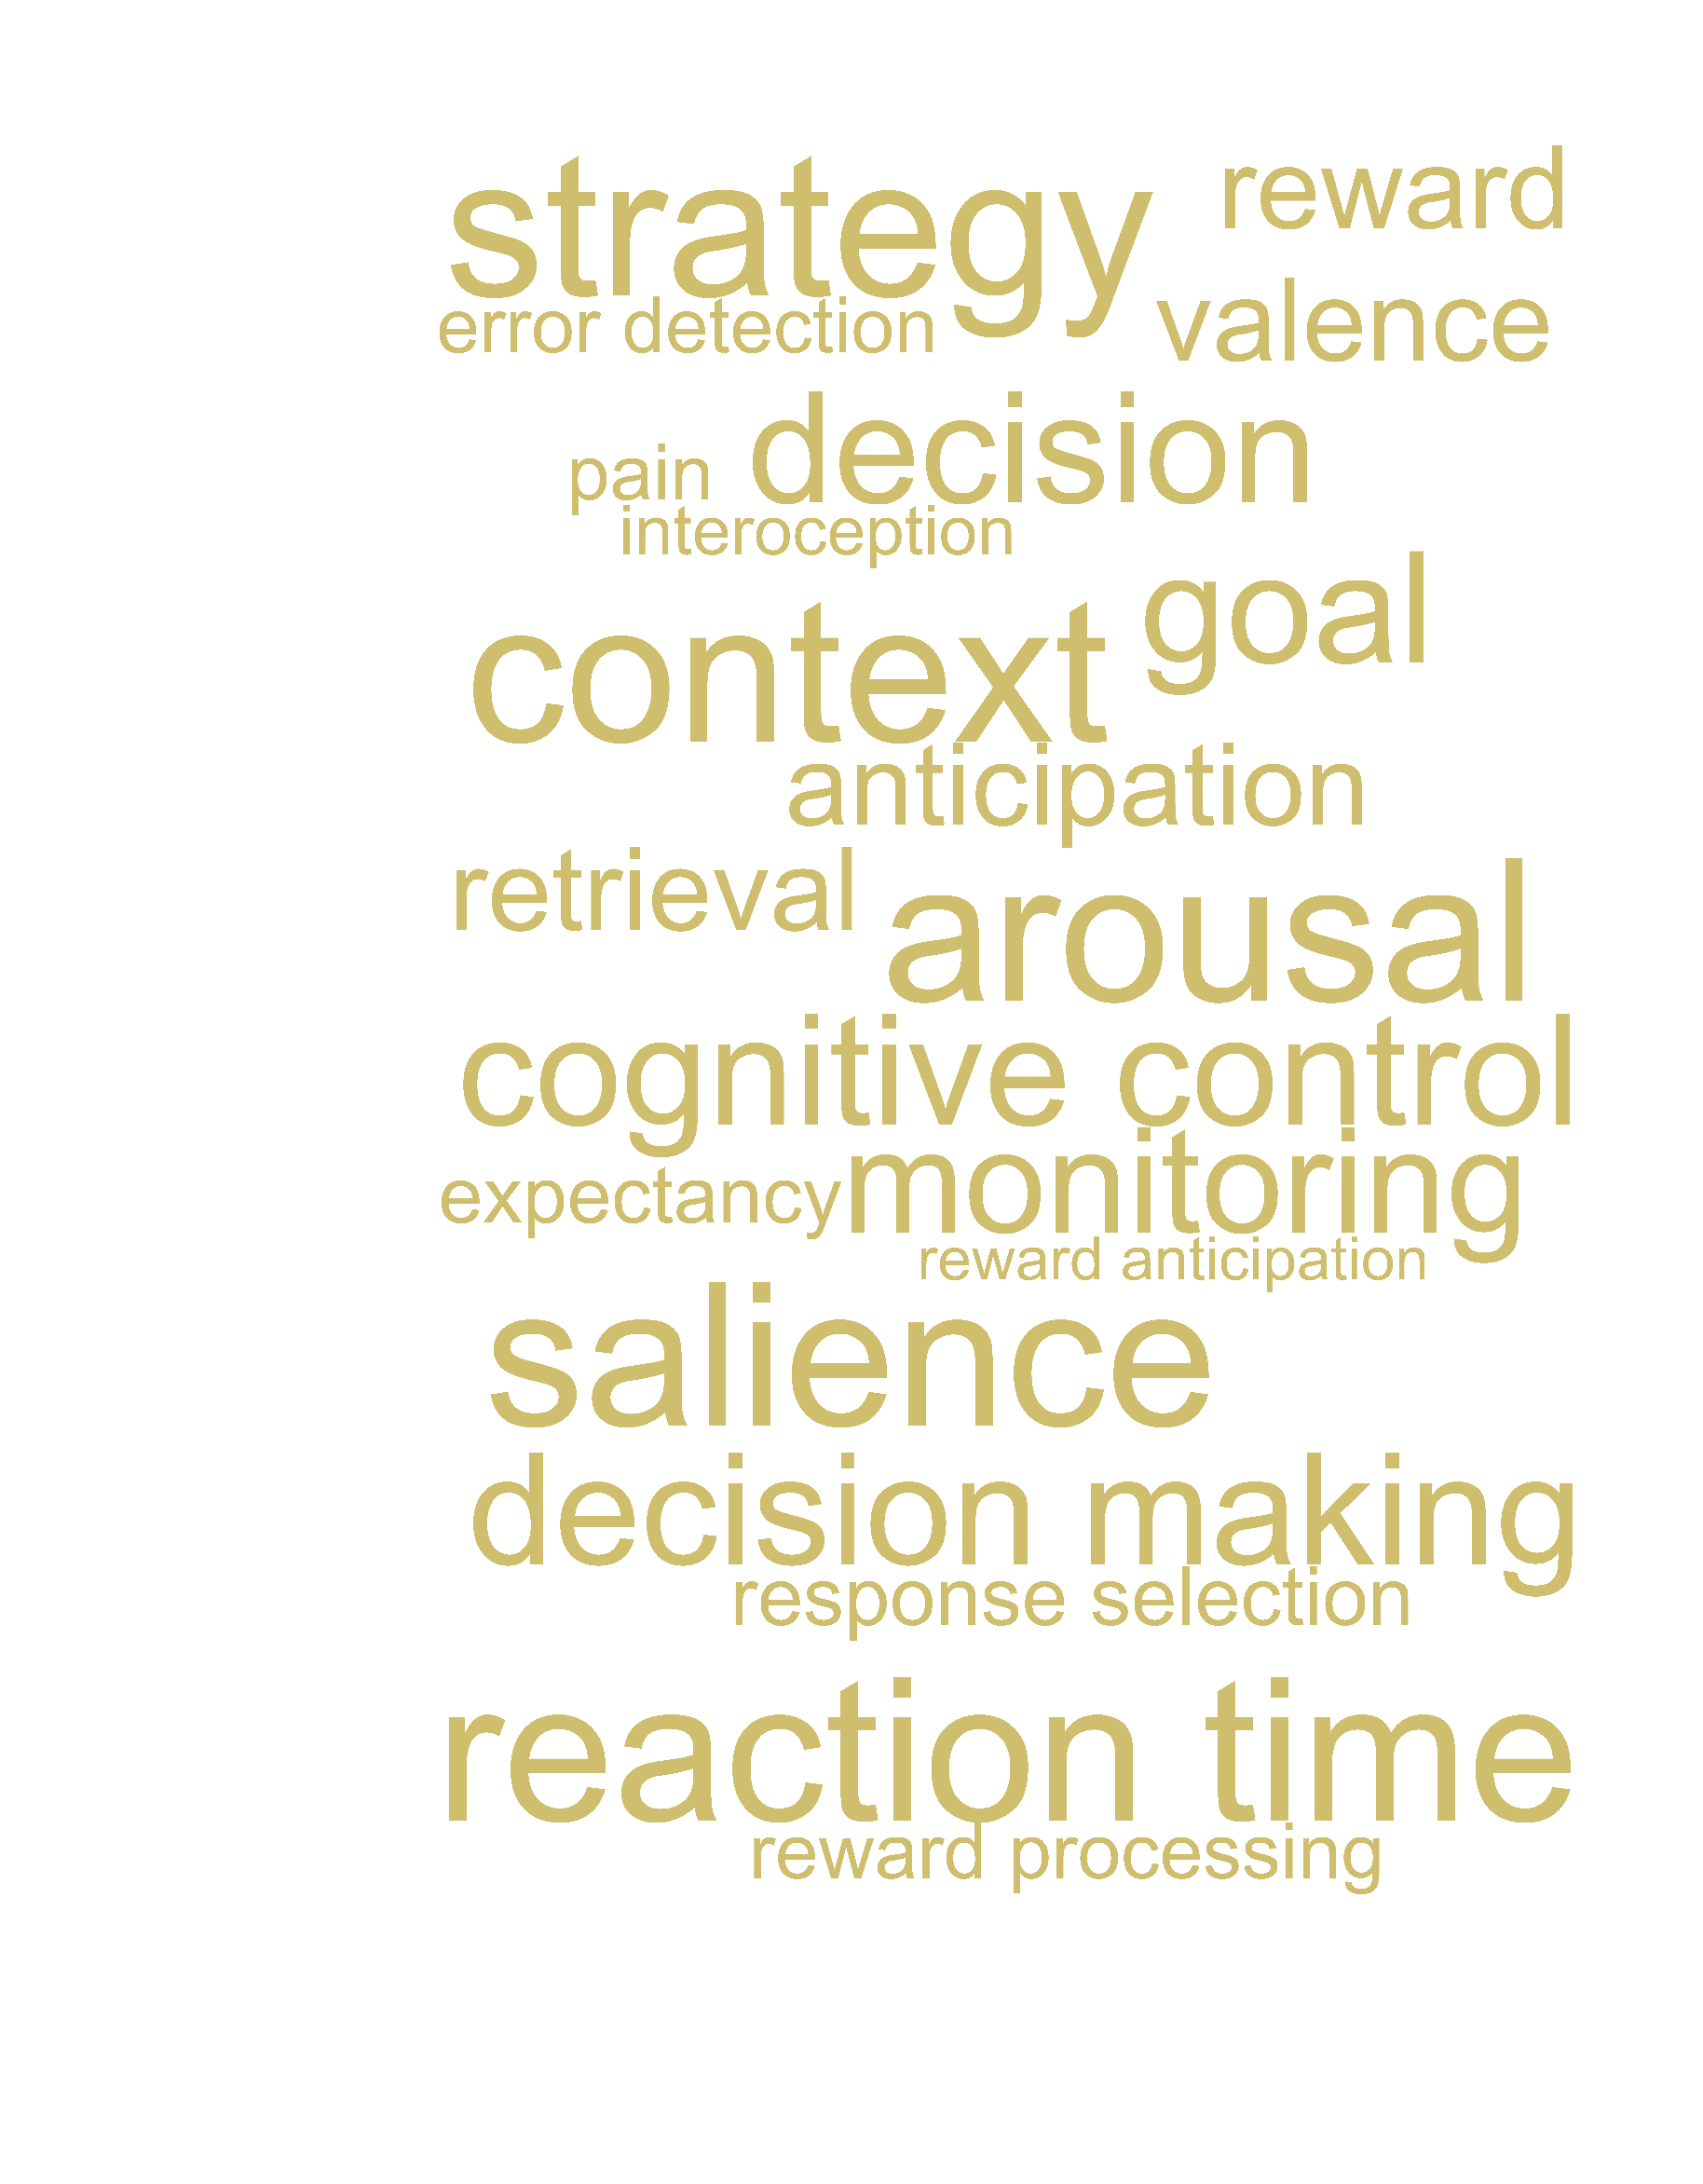 strategy reward
error detection valence
decision
pain
interoception
context goal
anticipation
retrieval arousal
cognitive control
expectancy monitoring
reward anticipation
salience
decision making
response selection
reaction time
reward processing